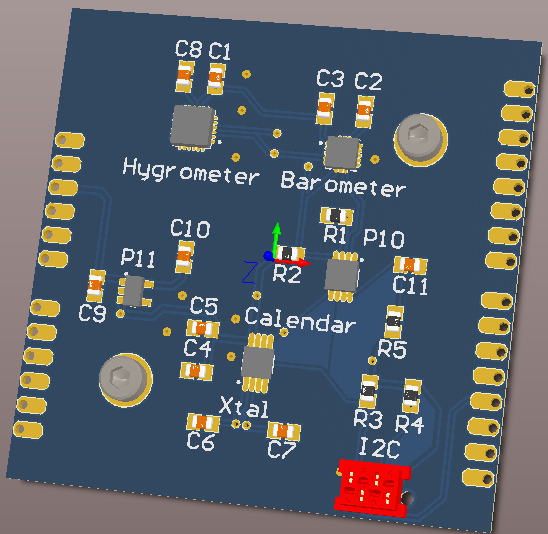 C8 C1
C3 C2
Hygrometer
Barometer
R1 P10
C10
R2
Z
P11
C11
C9
C5
Calendar
R5
C4
Xtal
R3 R4
C6
C7
I2C